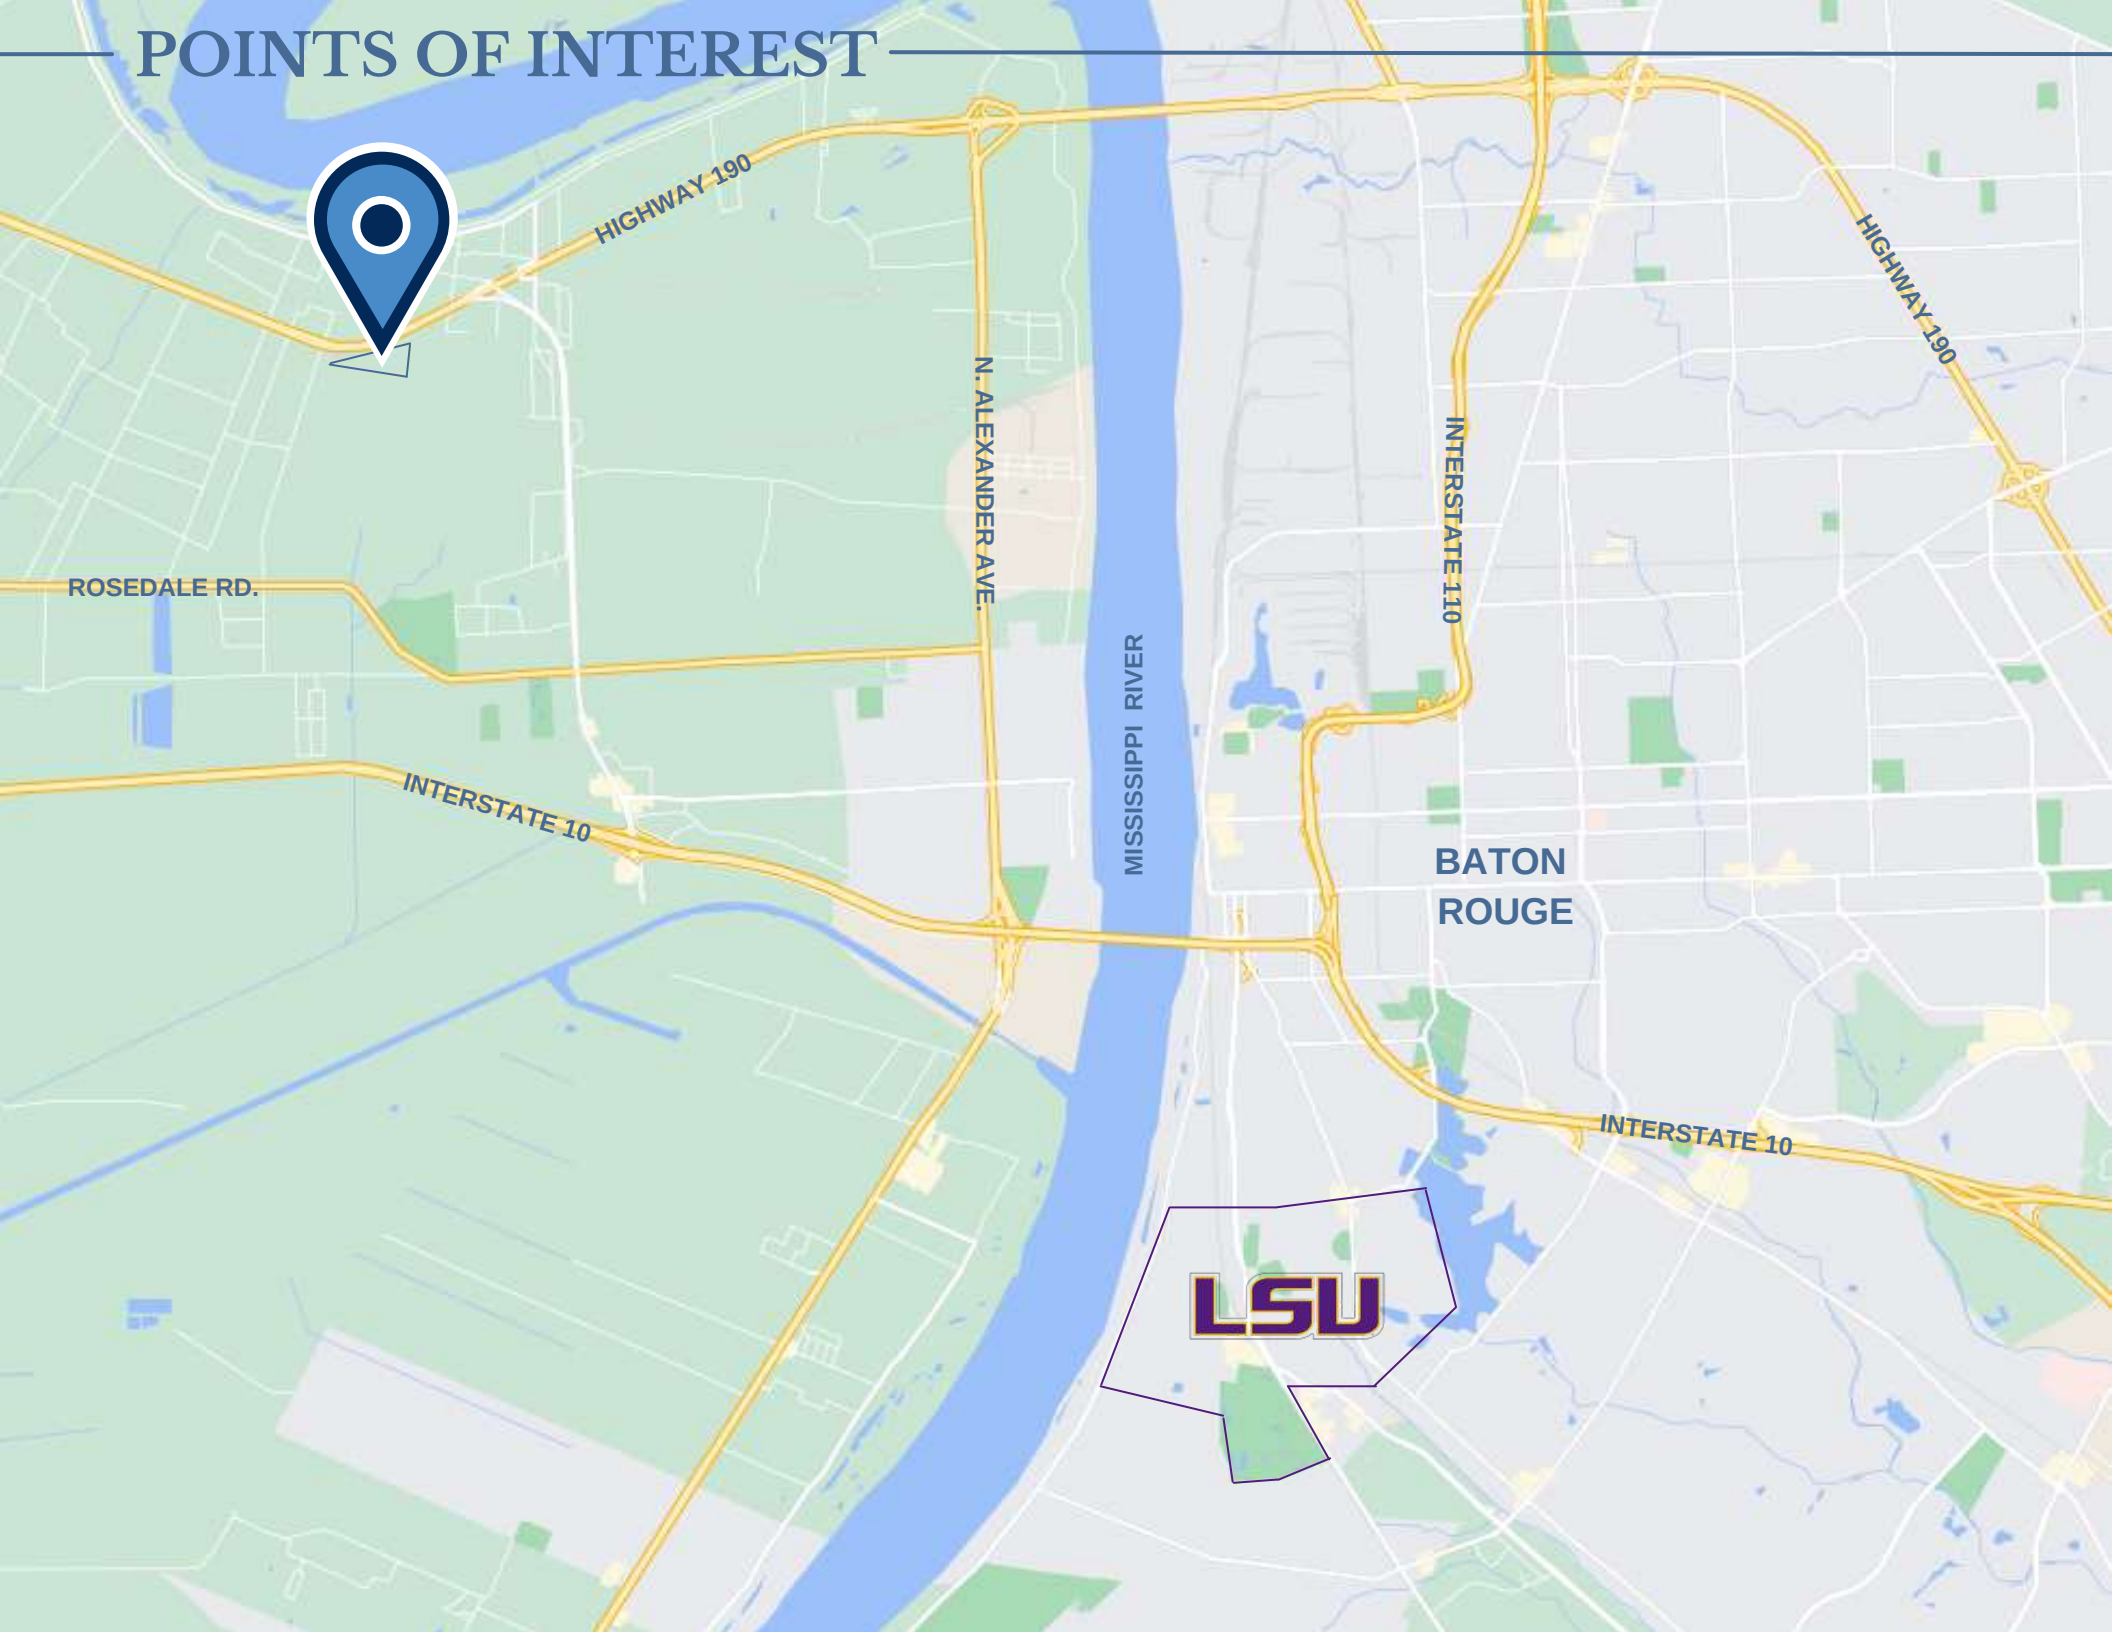 POINTS OF INTEREST
HIGHWAY 190
HIGHWAY 190
N. ALEXANDER AVE.
INTERSTATE 110
ROSEDALE RD.
MISSISSIPPI RIVER
INTERSTATE 10
BATON
ROUGE
INTERSTATE 10
LSU